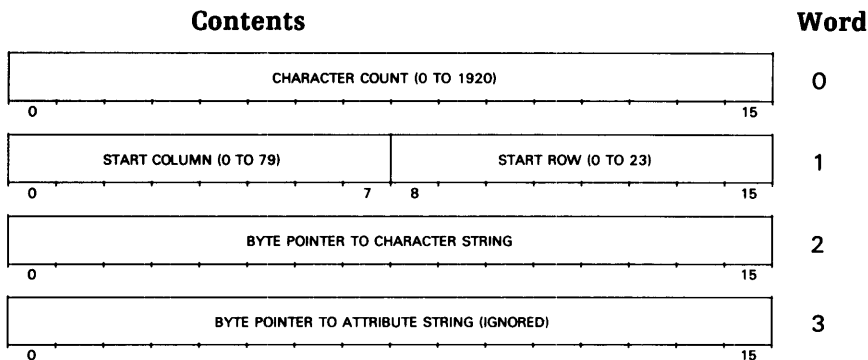 Contents Word
CHARACTER COUNT (0 TO 1920) 0
0 15
START COLUMN (0 TO 79) START ROW (0 TO 23) 1
0 7 8 15
BYTE POINTER TO CHARACTER STRING 2
0 15
BYTE POINTER TO ATTRIBUTE STRING (IGNORED) 3
0 15